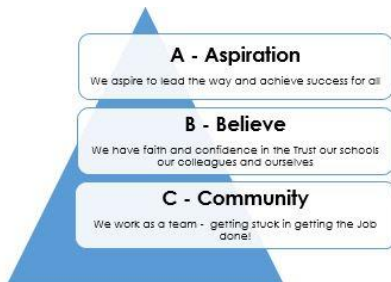 A - Aspiration
We aspire to lead the way and achieve success for all
B - Believe
We have faith and confidence in the Trust our schools
our colleagues and ourselves
C - Community
We work as a team - getting stuck in getting the Job
done!